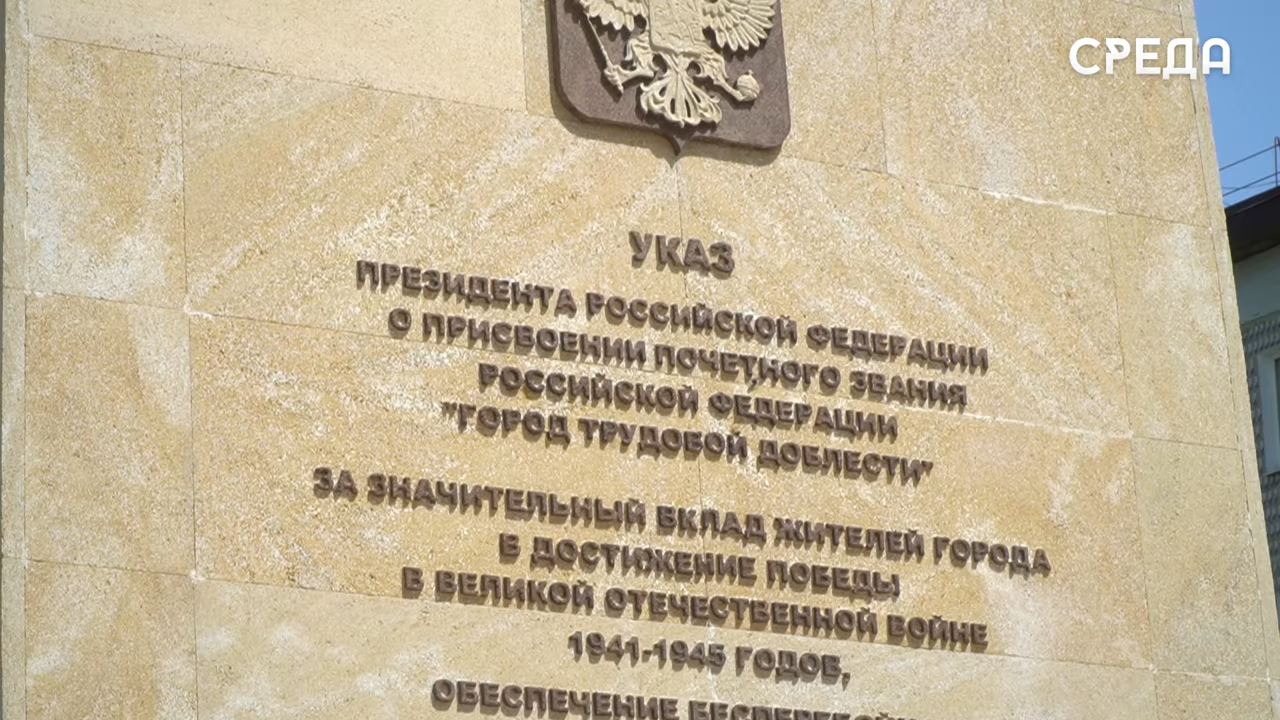 СРЕДА
УКАЗ
ПРЕЗИДЕНТА РОССИЙСКОЙ ФЕДЕРАЦИИ
О ПРИСВОЕНИИ ПОЧЕТНОГО ЗВАНИЯ
РОССИЙСКОЙ ФЕДЕРАЦИИ
"ГОРОД ТРУДОВОЙ ДОБЛЕСТИ"
ЗА ЗНАЧИТЕЛЬНЫЙ ВКЛАД ЖИТЕЛЕЙ ГОРОДА
В ДОСТИЖЕНИЕ ПОБЕДЫ
В ВЕЛИКОЙ ОТЕЧЕСТВЕННОЙ ВОЙНЕ
1941-1945 ГОДОВ,
ОБЕСПЕЧЕНИЕ